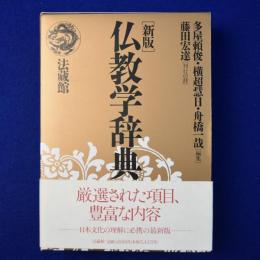 多屋頼俊・横超慧日・舟橋一哉[編集]
藤田宏達
[新版]
仏教学辞典
法藏館
厳選された項目、
豊富な内容
日本文化の理解に必携の最新版